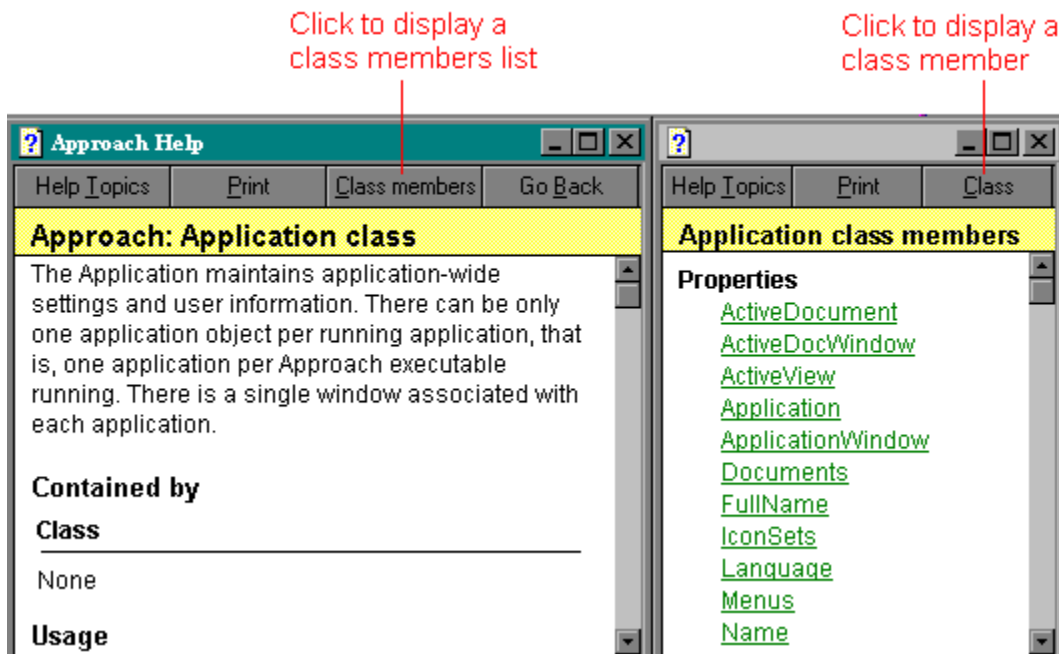 Click to display a
class members list
Click to display a
class member
Approach Help
Help Topics Print Class members Go Back
Approach: Application class
The Application maintains application-wide
settings and user information. There can be only
one application object per running application, that
is, one application per Approach executable
running. There is a single window associated with
each application.
Contained by
Class
None
Usage
?
Help Topics Print Class
Application class members
Properties
ActiveDocument
ActiveDocWindow
ActiveView
Application
ApplicationWindow
Documents
FullName
IconSets
Language
Menus
Name